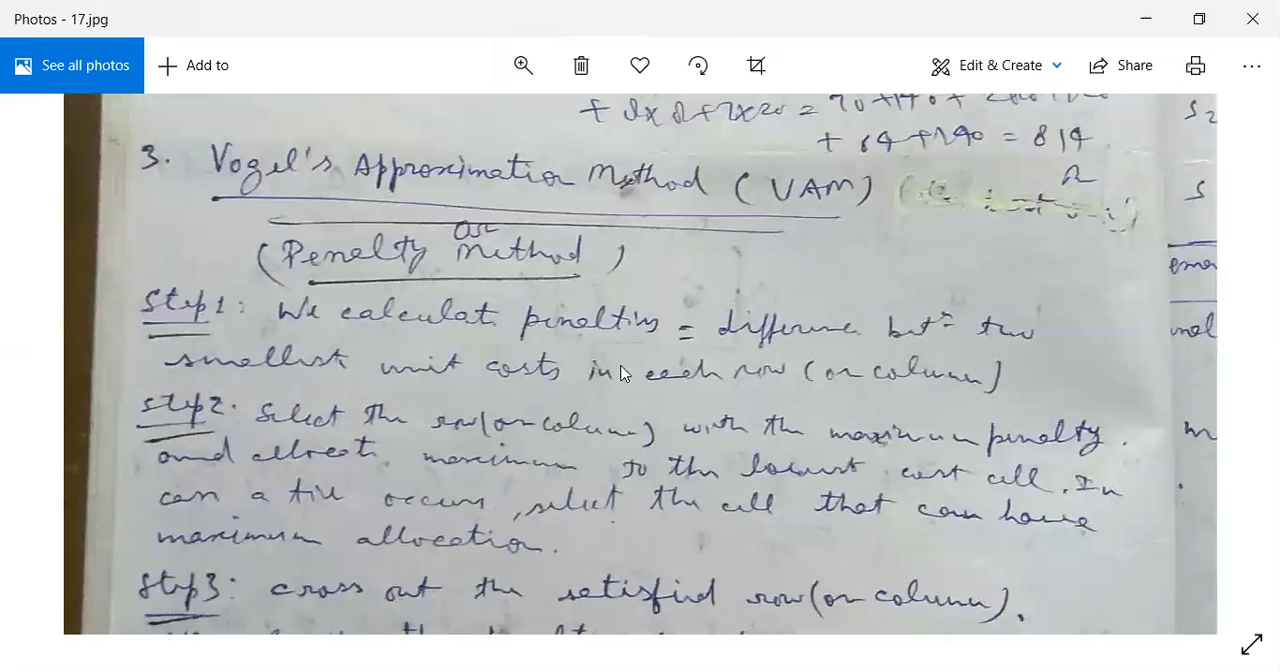 Photos - 17.jpg
See all photos
Add to
Edit & Create
Share
= 814
S2
3. Vogel's Approximation Method (VAM)
S
or
(Penalty Method)
Step 1: We calculate penalties = difference betn two
smallest unit costs in each row (or column)
Step 2. Select the row (or column) with the maximum penalty.
and allocate maximum to the lowest cost cell. In
case a tie occurs, select the cell that can have
maximum allocation.
Step 3: Cross out the satisfied row (or column).